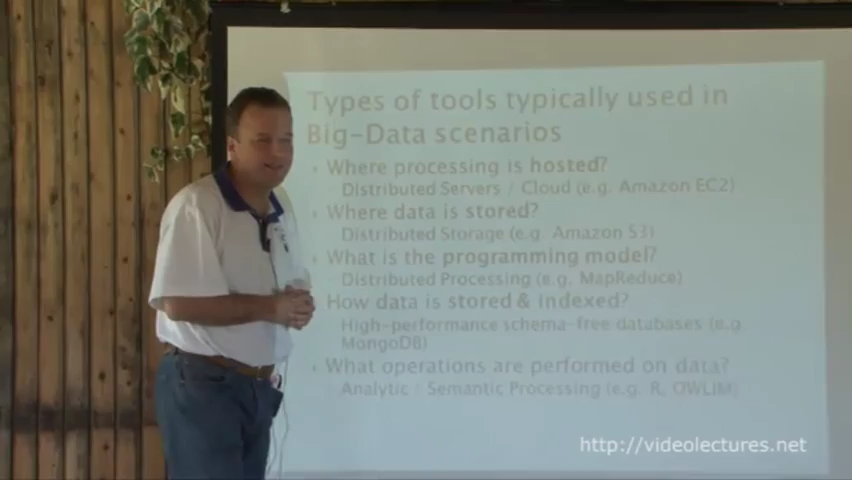 Types of tools typically used in
Big-Data scenarios
Where processing is hosted?
Distributed Servers / Cloud (e.g. Amazon EC2)
Where data is stored?
Distributed Storage (e.g. Amazon S3)
What is the programming model?
Distributed Processing (e.g. MapReduce)
How data is stored & indexed?
High-performance schema-free databases (e.g.
MongoDB)
What operations are performed on data?
Analytic / Semantic Processing (e.g. R, OWLIM)
http://videolectures.net